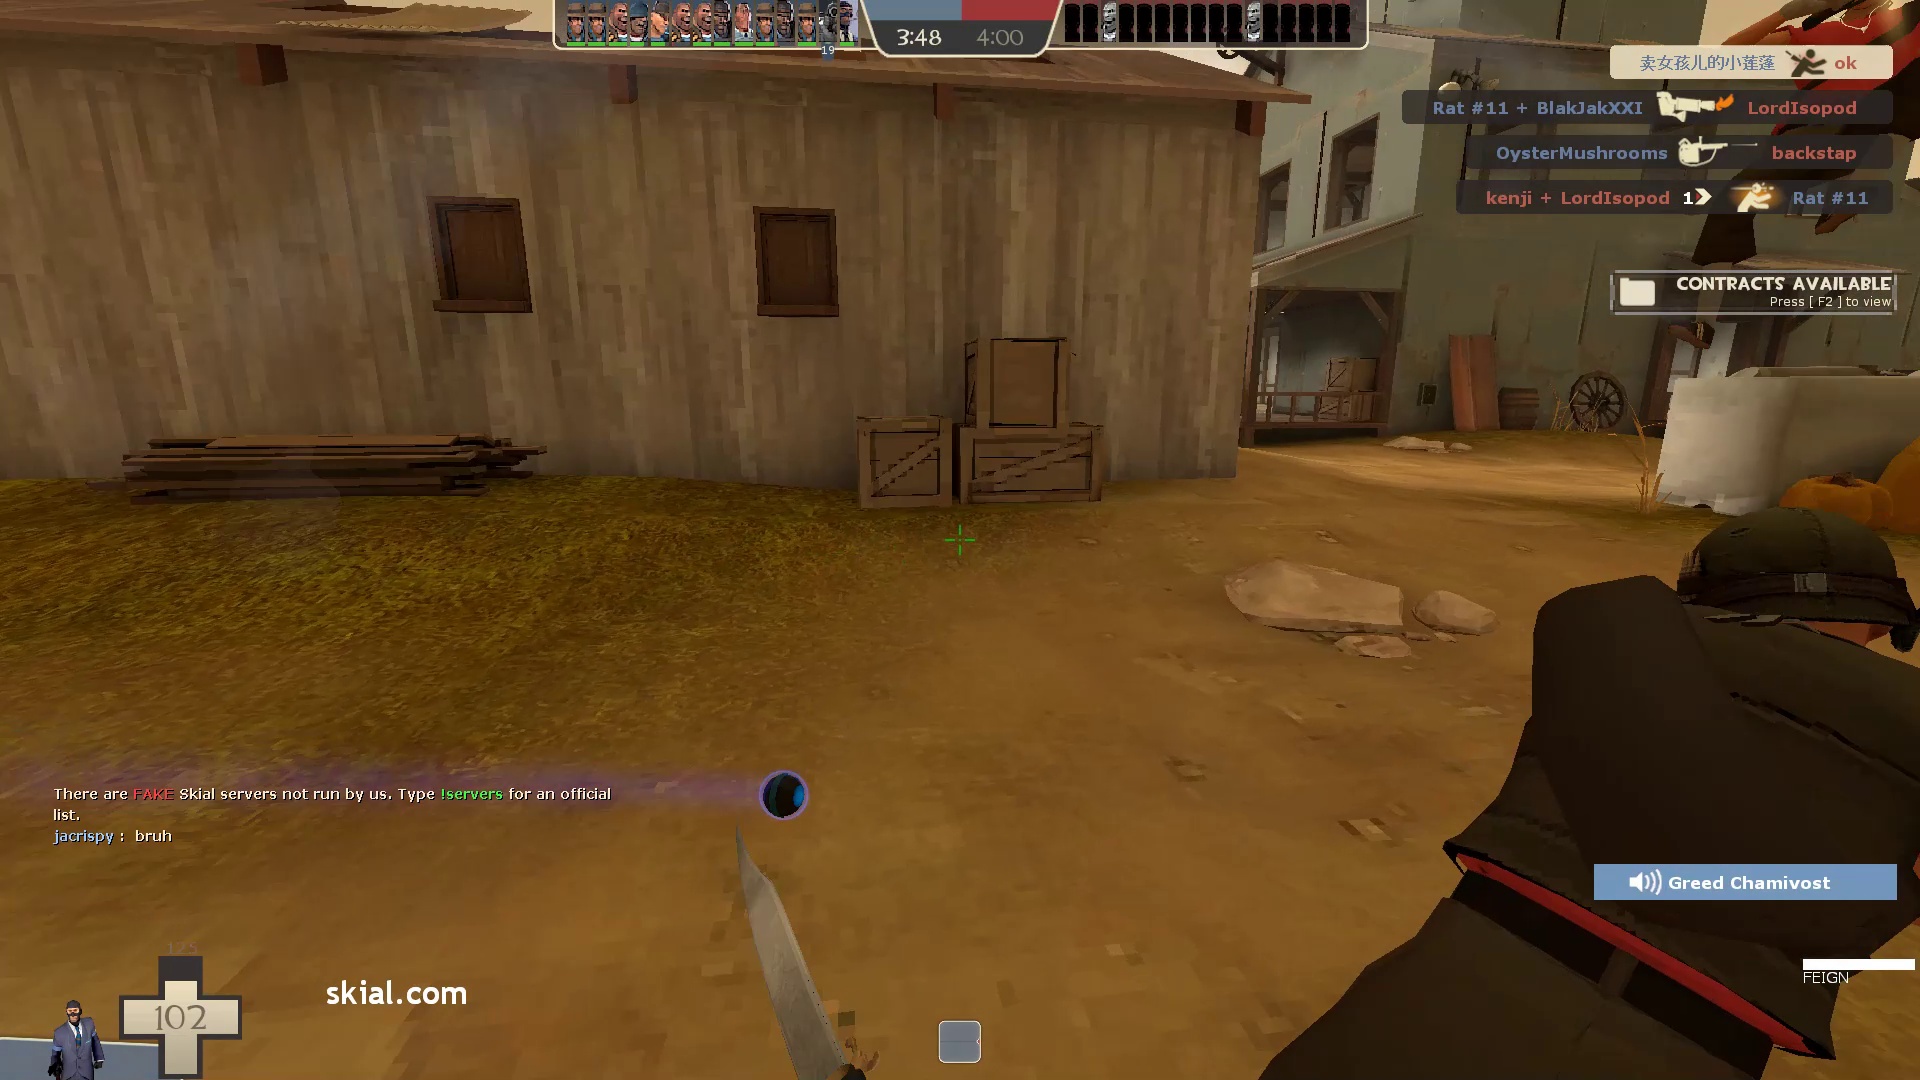 3:48 4:00
19
卖女孩儿的小莲蓬 ok
Rat #11 + BlakJakXXI LordIsopod
OysterMushrooms backstap
kenji + LordIsopod 1 Rat #11
CONTRACTS AVAILABLE
Press [ F2 ] to view
There are FAKE Skial servers not run by us. Type !servers for an official
list.
jacrispy : bruh
Greed Chamivost
125
102
skial.com
FEIGN